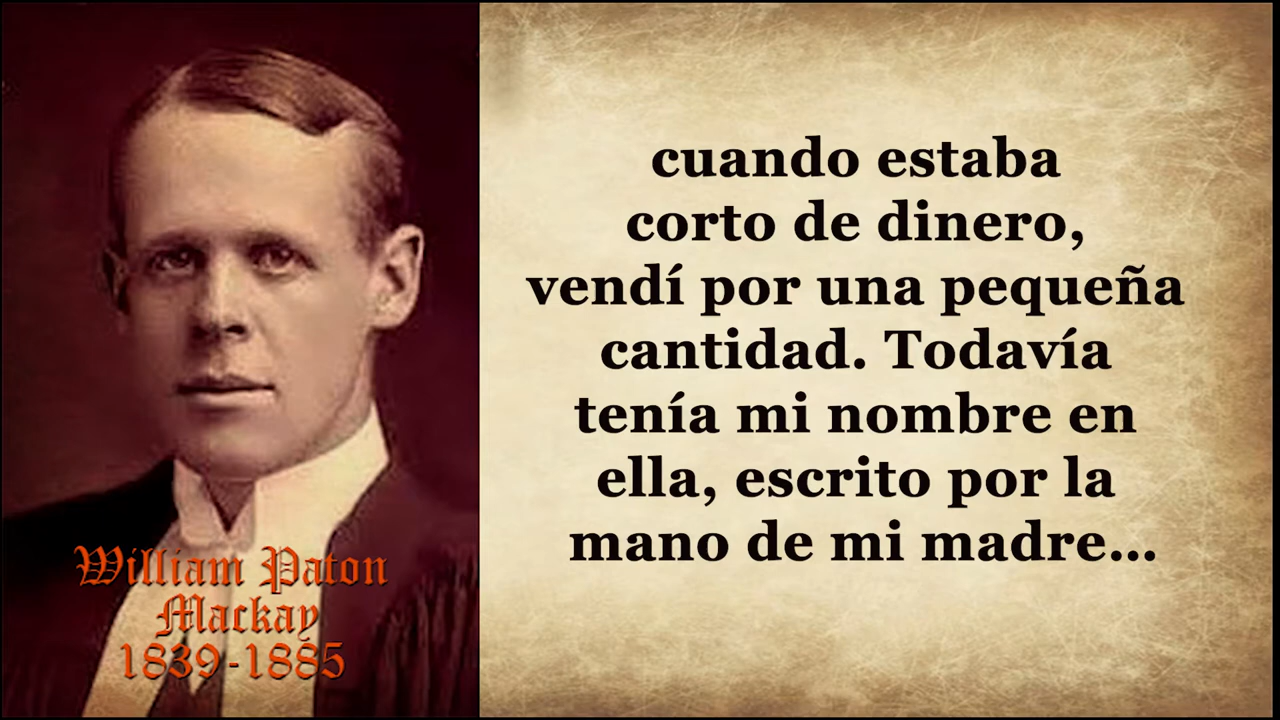 William Paton
Mackay
1839-1885
cuando estaba
corto de dinero,
vendí por una pequeña
cantidad. Todavía
tenía mi nombre en
ella, escrito por la
mano de mi madre...